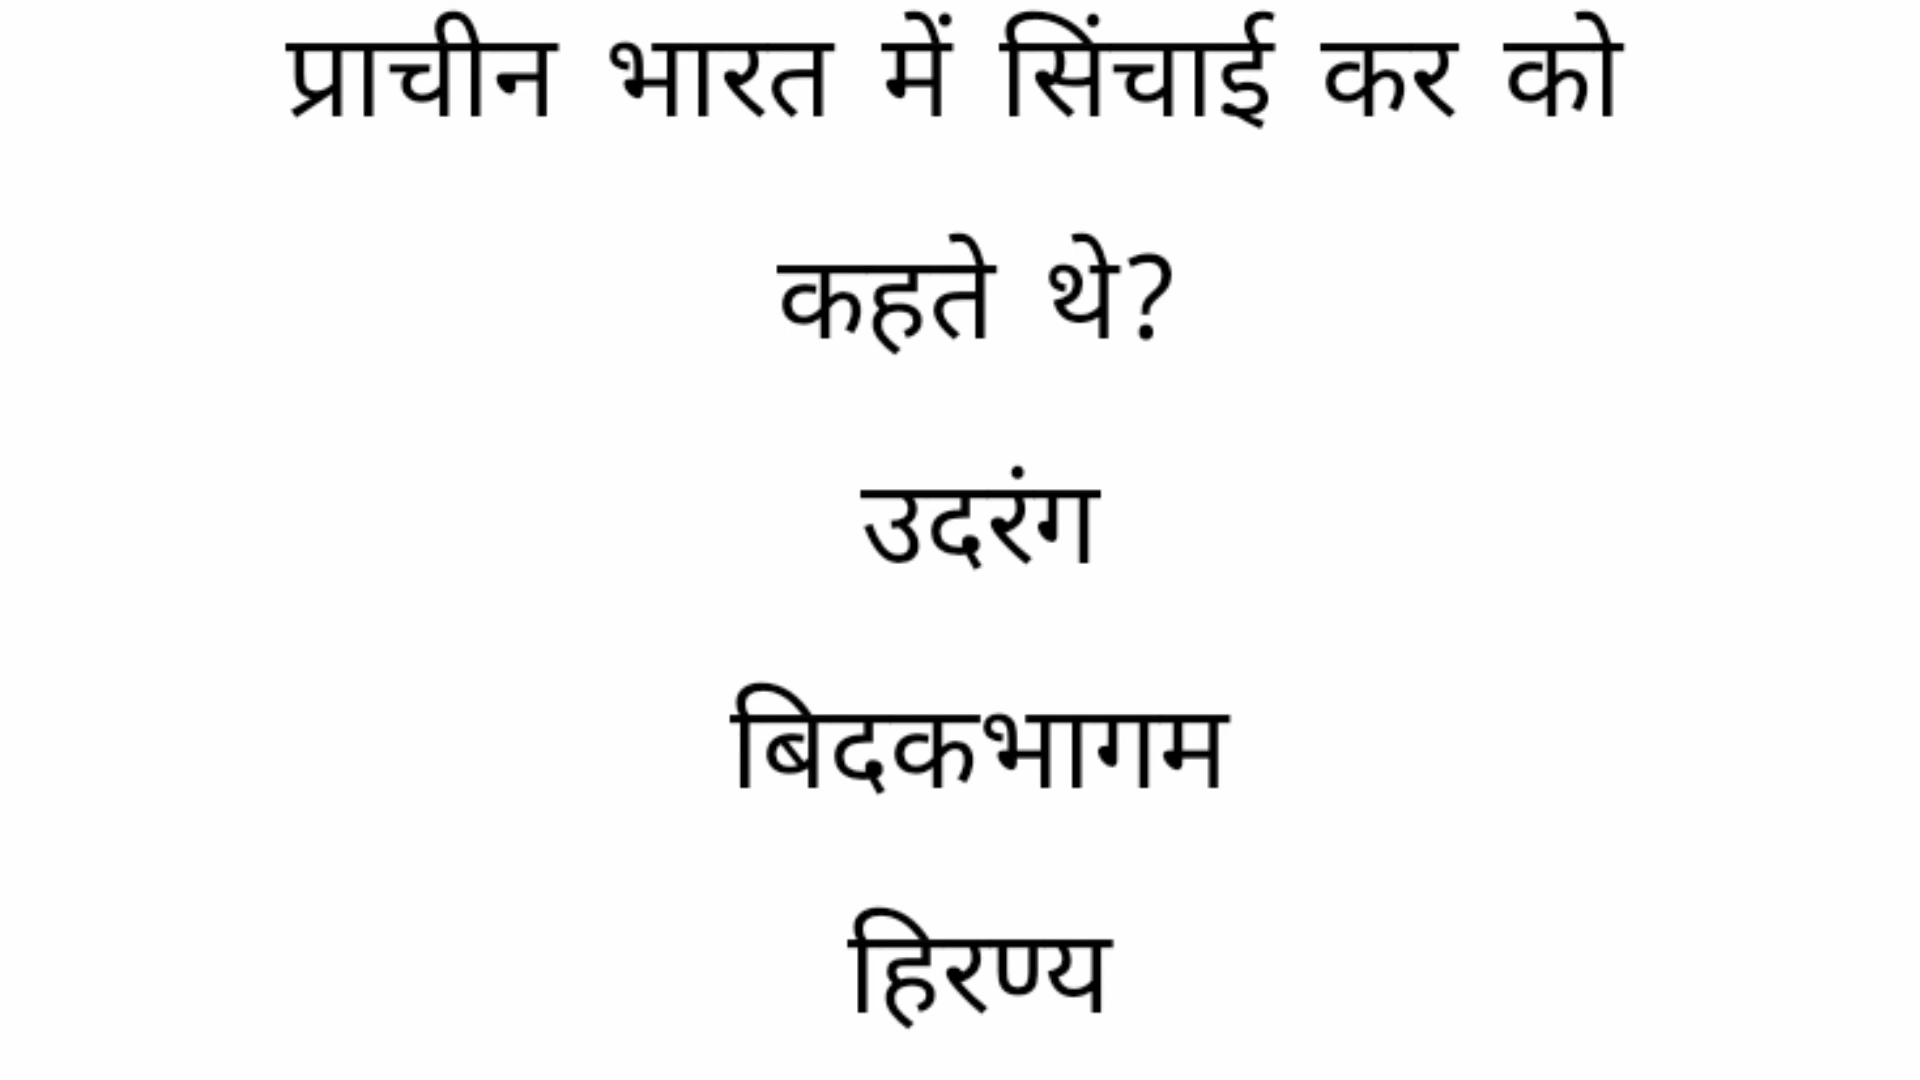 प्राचीन भारत में सिंचाई कर को
कहते थे?
उदरंग
बिदकभागम
हिरण्य